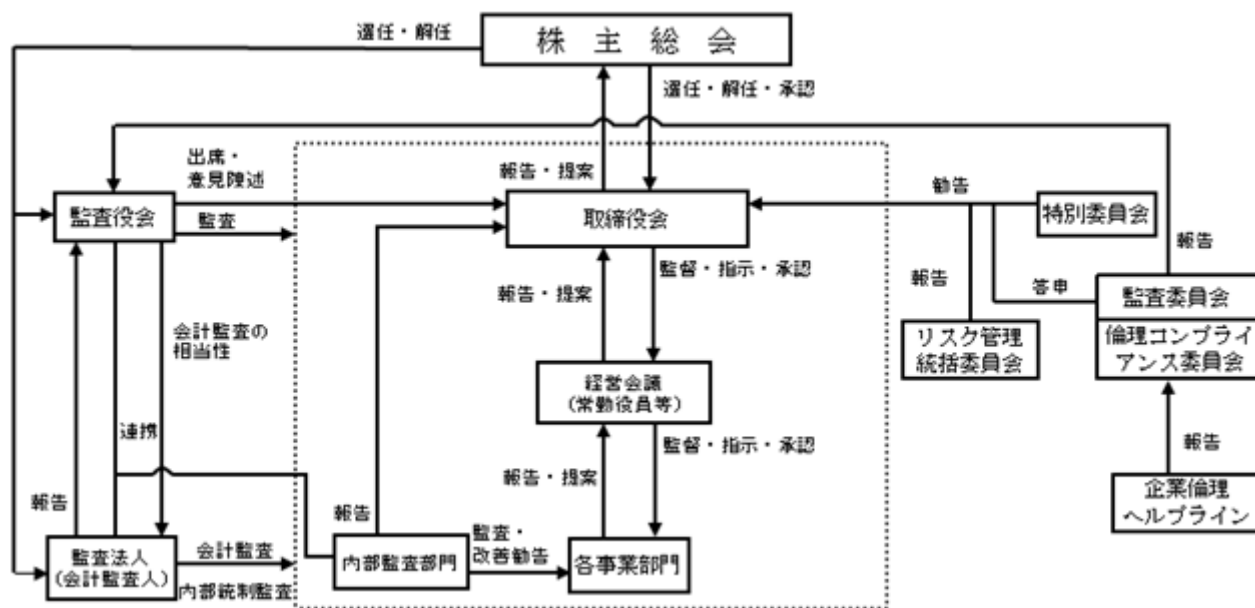 選任・解任
株主総会
選任・解任・承認
出席・
意見陳述
報告・提案
勧告
監査役会
監査
取締役会
特別委員会
報告
監督・指示・承認
報告・提案
報告
答申
監査委員会
会計監査の
相当性
リスク管理
統括委員会
倫理コンプライ
アンス委員会
経営会議
(常勤役員等)
連携
監督・指示・承認
報告
報告・提案
報告
企業倫理
ヘルプライン
報告
監査・
改善勧告
監査法人
(会計監査人)
会計監査
内部統制監査
内部監査部門
各事業部門